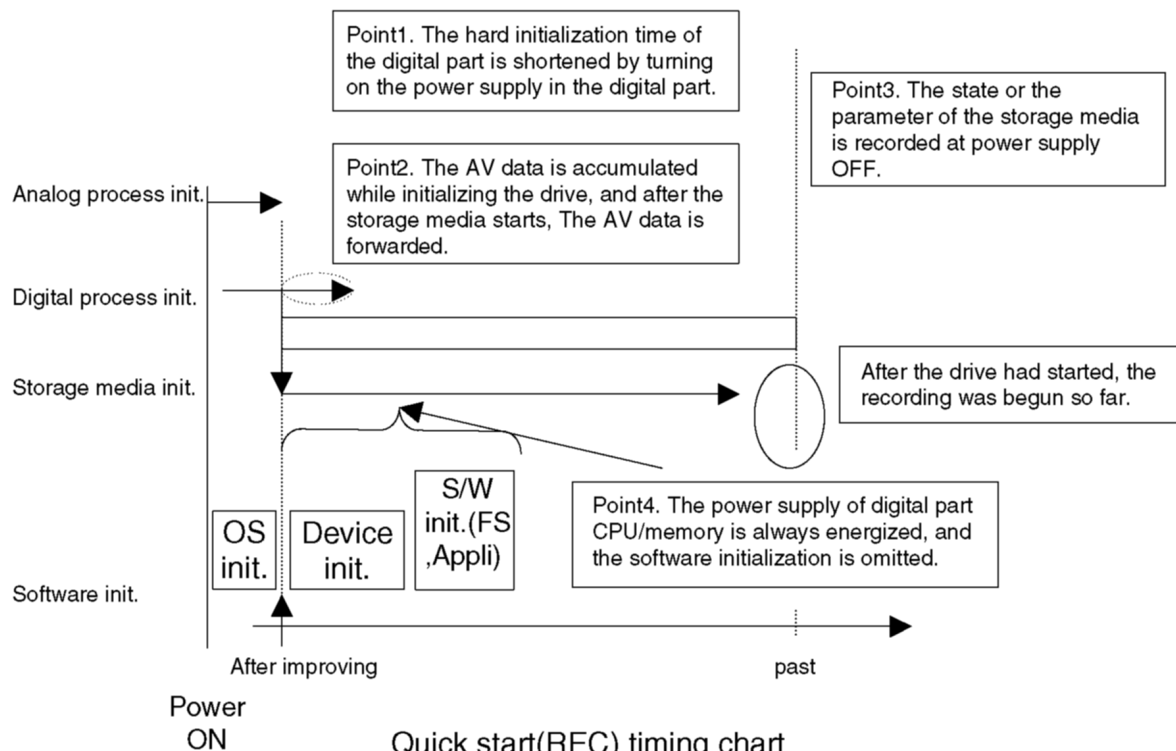 Point1. The hard initialization time of
the digital part is shortened by turning
on the power supply in the digital part.
Point3. The state or the
parameter of the storage media
is recorded at power supply
OFF.
Point2. The AV data is accumulated
while initializing the drive, and after the
storage media starts, The AV data is
forwarded.
Analog process init.
Digital process init.
Storage media init.
After the drive had started, the
recording was begun so far.
S/W
init.(FS
,Appli)
OS
init.
Device
init.
Point4. The power supply of digital part
CPU/memory is always energized, and
the software initialization is omitted.
Software init.
After improving
past
Power
ON
Quick start(REC) timing chart